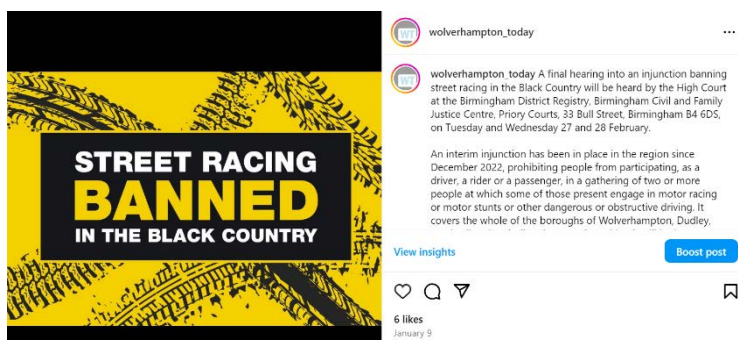 STREET RACING
BANNED
IN THE BLACK COUNTRY
WT
wolverhampton_today
WT
wolverhampton_today A final hearing into an injunction banning
street racing in the Black Country will be heard by the High Court
at the Birmingham District Registry, Birmingham Civil and Family
Justice Centre, Priory Courts, 33 Bull Street, Birmingham B4 6DS,
on Tuesday and Wednesday 27 and 28 February.
An interim injunction has been in place in the region since
December 2022, prohibiting people from participating, as a
driver, a rider or a passenger, in a gathering of two or more
people at which some of those present engage in motor racing
or motor stunts or other dangerous or obstructive driving. It
covers the whole of the boroughs of Wolverhampton, Dudley,
View insights
Boost post
6 likes
January 9